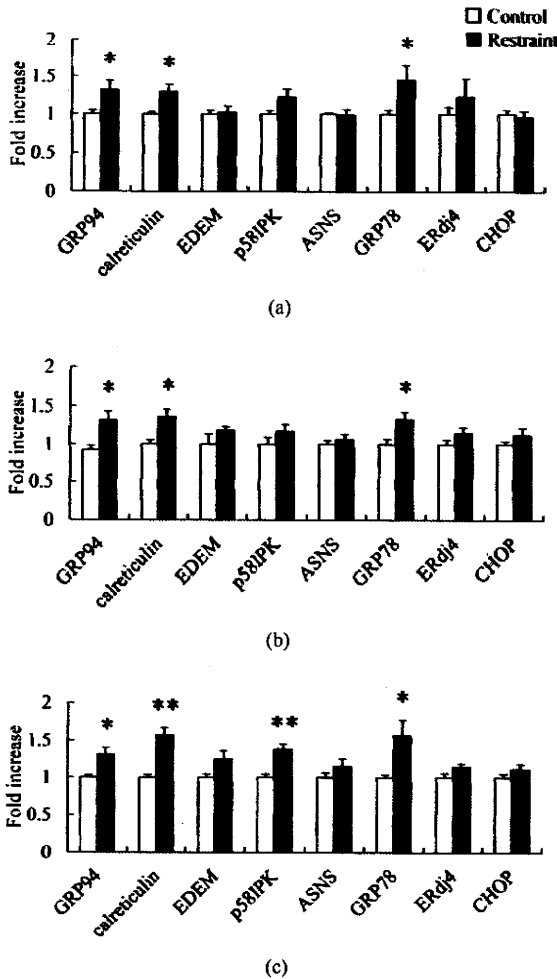 Control
Restraint
Fold increase
2
1.5
1
0.5
0
* * *
GRP94 calreticulin EDEM p58IPK ASNS GRP78 ERdj4 CHOP
(a)
Fold increase
2
1.5
1
0.5
0
* * *
GRP94 calreticulin EDEM p58IPK ASNS GRP78 ERdj4 CHOP
(b)
Fold increase
2
1.5
1
0.5
0
* ** ** *
GRP94 calreticulin EDEM p58IPK ASNS GRP78 ERdj4 CHOP
(c)